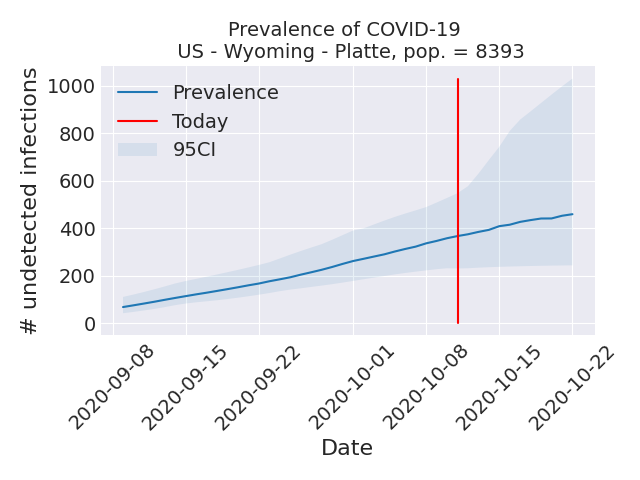 Prevalence of COVID-19
US - Wyoming - Platte, pop. = 8393
# undetected infections
1000
800
600
400
200
0
Prevalence
Today
95CI
2020-09-08
2020-09-15
2020-09-22
2020-10-01
2020-10-08
2020-10-15
2020-10-22
Date